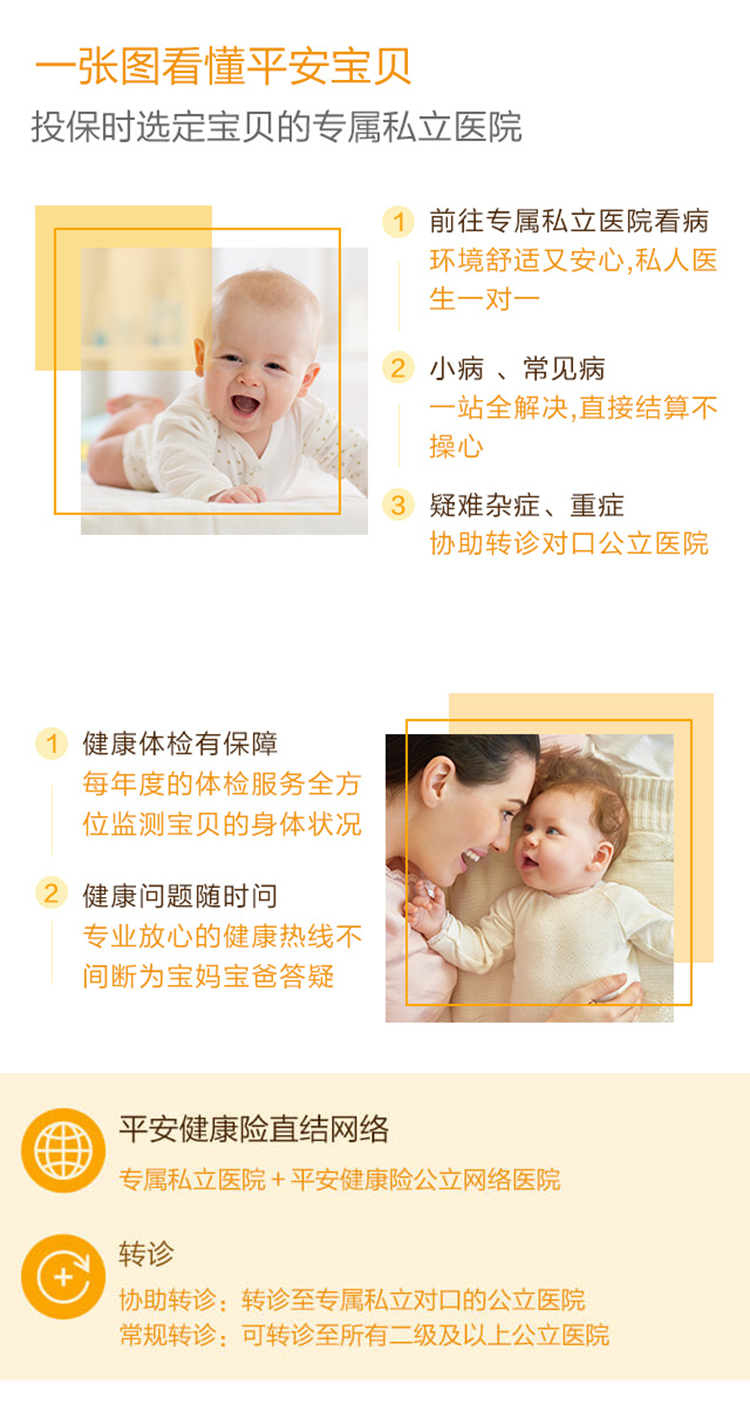 一张图看懂平安宝贝
投保时选定宝贝的专属私立医院
1 前往专属私立医院看病
环境舒适又安心,私人医
生一对一
2 小病 、常见病
一站全解决,直接结算不
操心
3 疑难杂症、重症
协助转诊对口公立医院
1 健康体检有保障
每年度的体检服务全方
位监测宝贝的身体状况
2 健康问题随时问
专业放心的健康热线不
间断为宝妈宝爸答疑
平安健康险直结网络
专属私立医院 + 平安健康险公立网络医院
转诊
协助转诊：转诊至专属私立对口的公立医院
常规转诊：可转诊至所有二级及以上公立医院